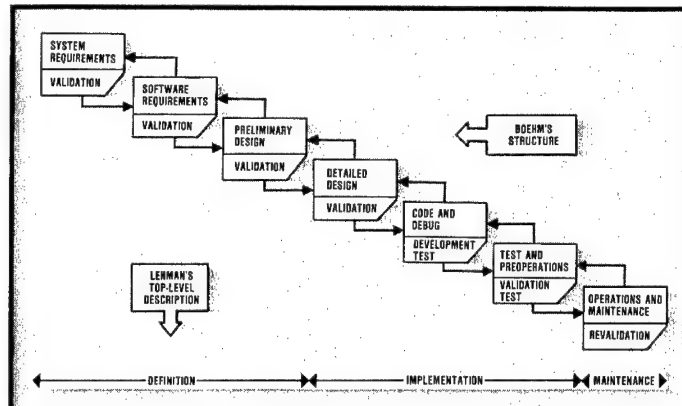 SYSTEM
REQUIREMENTS
VALIDATION
SOFTWARE
REQUIREMENTS
VALIDATION
PRELIMINARY
DESIGN
VALIDATION
BOEHM'S
STRUCTURE
DETAILED
DESIGN
VALIDATION
CODE AND
DEBUG
DEVELOPMENT
TEST
TEST AND
PREOPERATIONS
VALIDATION
TEST
LEHMAN'S
TOP-LEVEL
DESCRIPTION
OPERATIONS AND
MAINTENANCE
REVALIDATION
DEFINITION
IMPLEMENTATION
MAINTENANCE